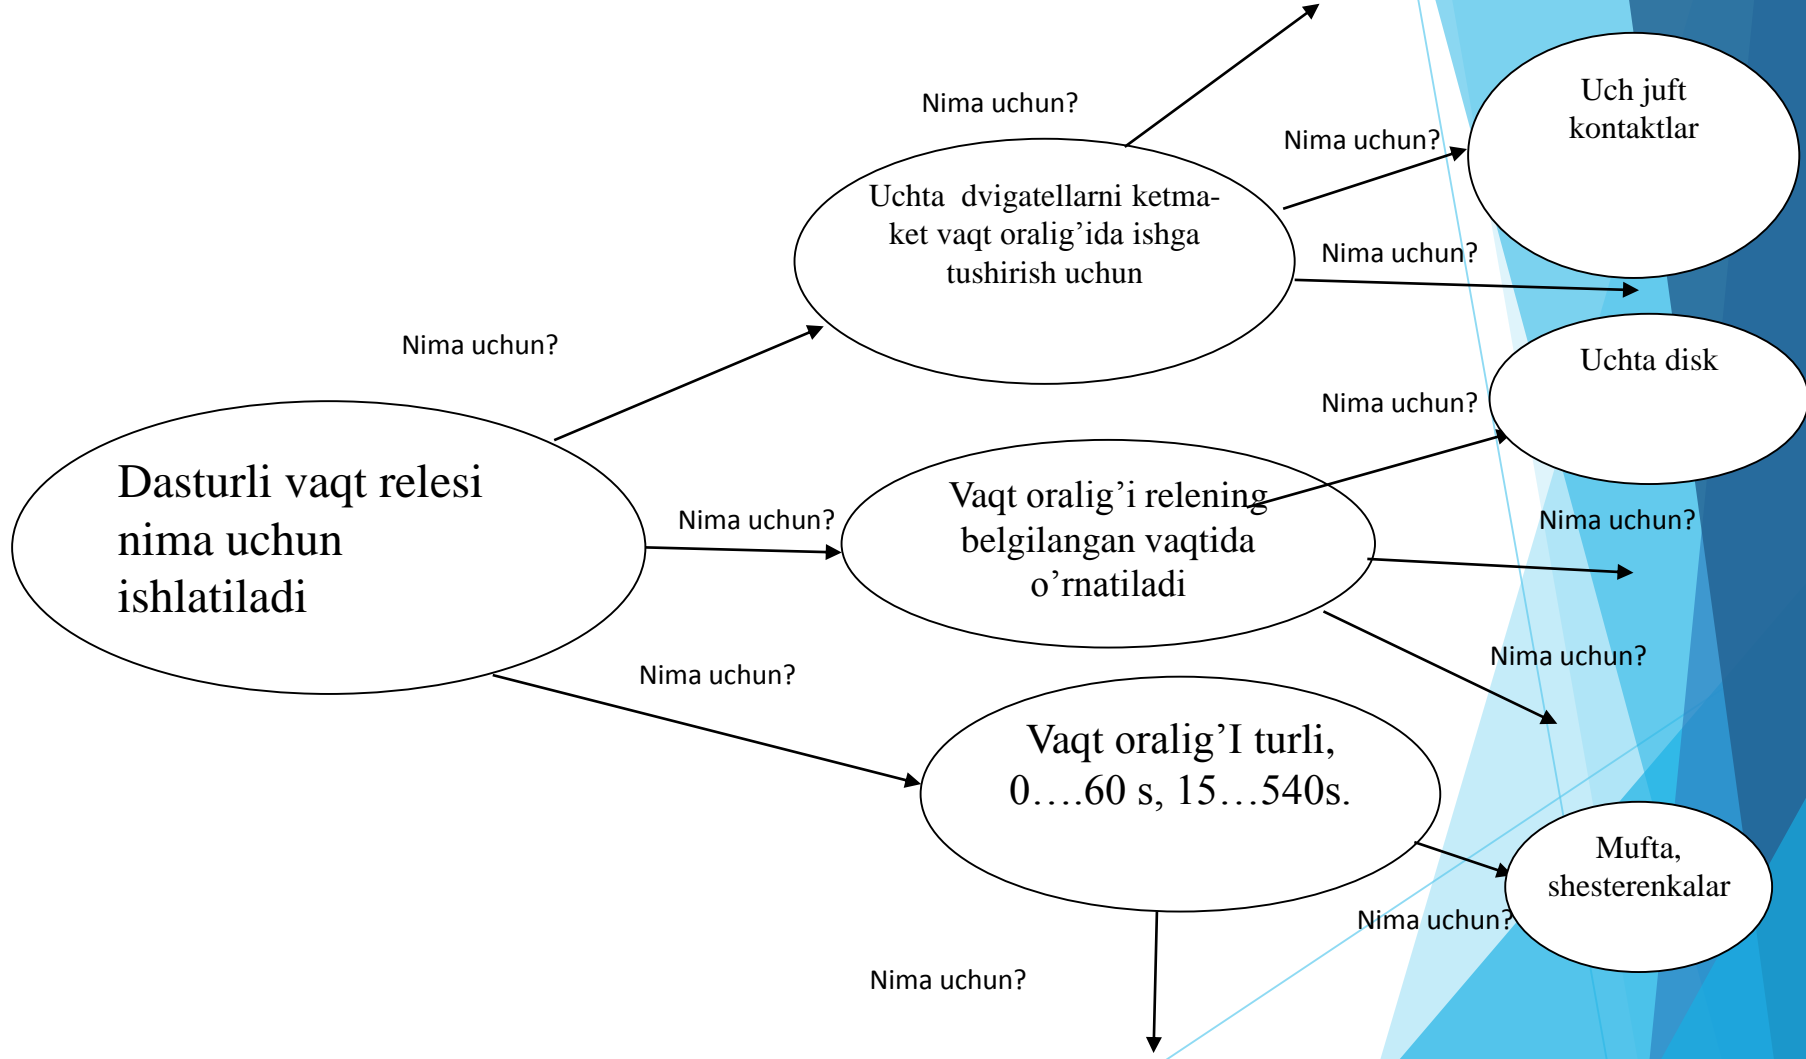 Nima uchun?
Uch juft
kontaktlar
Nima uchun?
Uchta  dvigatellarni ketma-
ket vaqt oralig’ida ishga
tushirish uchun
Nima uchun?
Nima uchun?
Uchta disk
Nima uchun?
Dasturli vaqt relesi
nima uchun
ishlatiladi
Nima uchun?
Vaqt oralig’i relening
belgilangan vaqtida
o’rnatiladi
Nima uchun?
Nima uchun?
Nima uchun?
Vaqt oralig’I turli,
0….60 s, 15…540s.
Mufta,
shesterenkalar
Nima uchun?
Nima uchun?